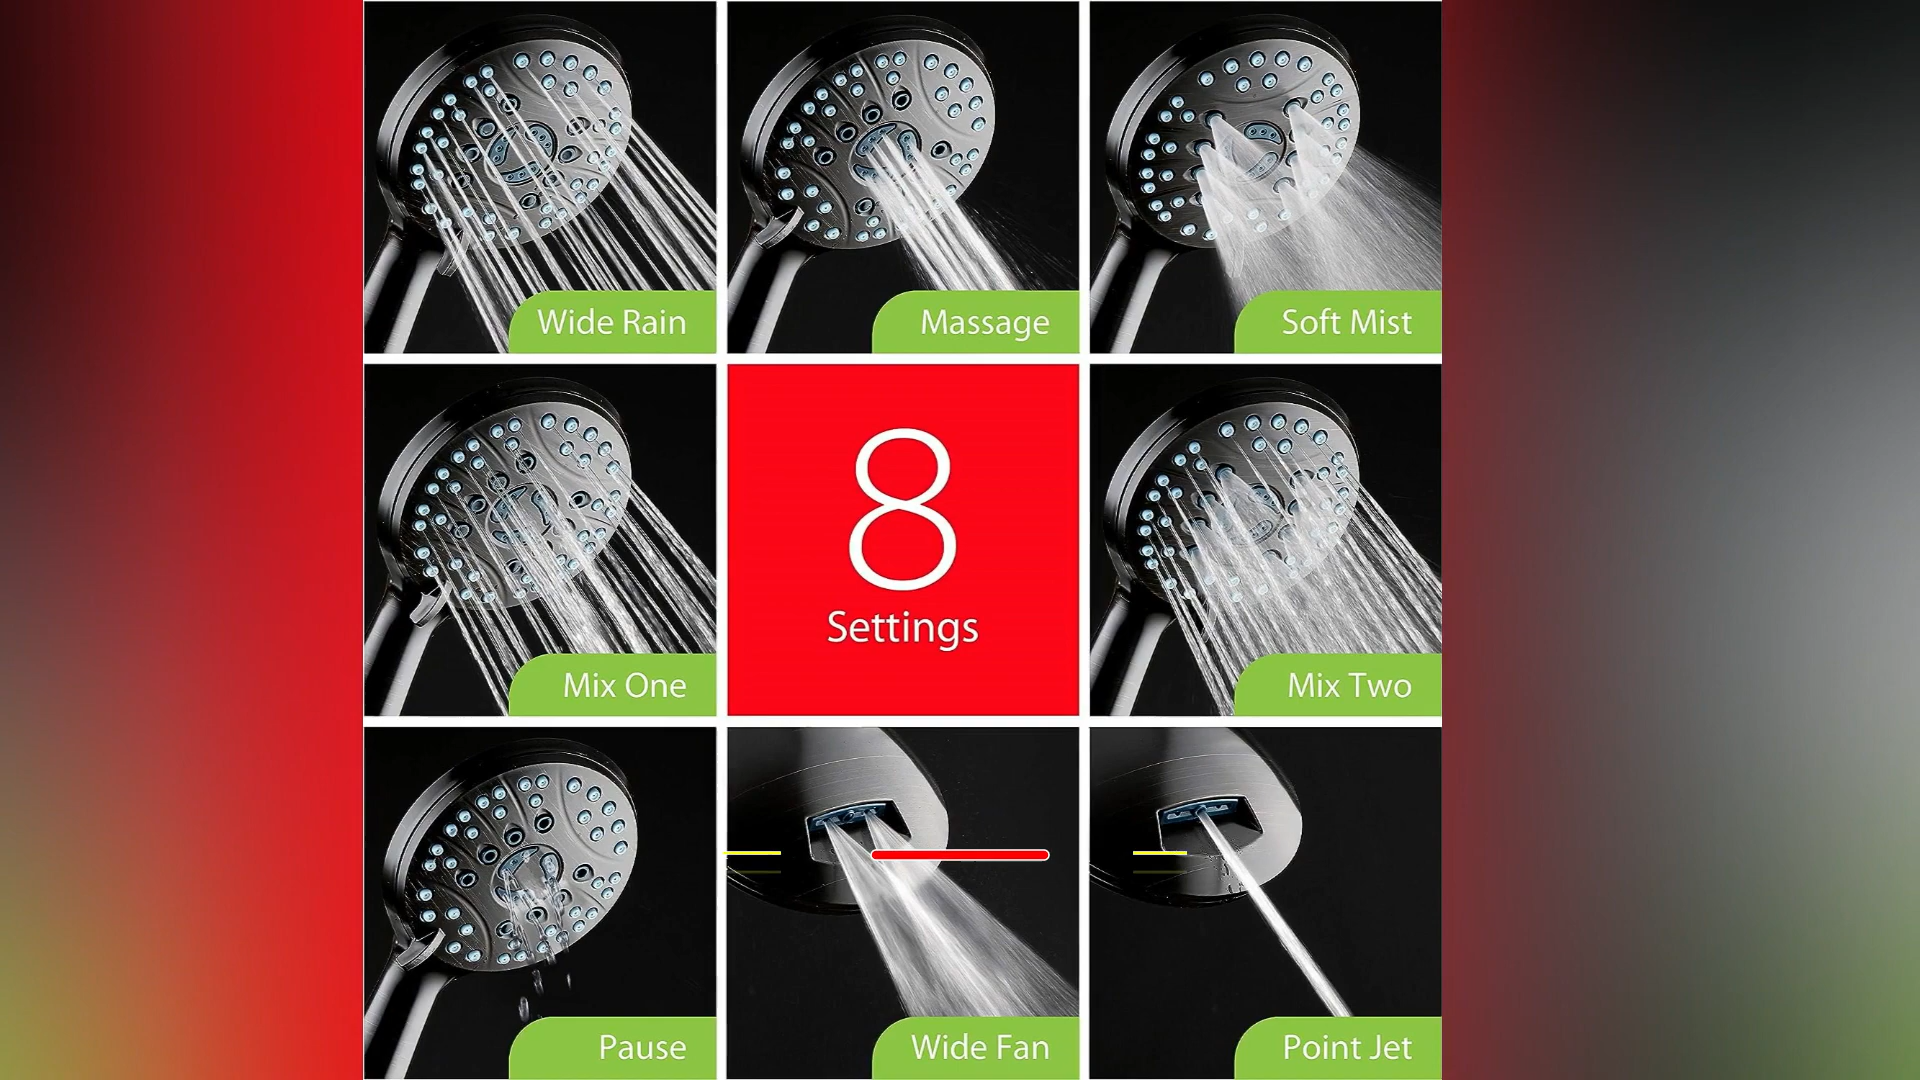 Wide Rain
Massage
Soft Mist
Mix One
8
Settings
Mix Two
Pause
Wide Fan
Point Jet